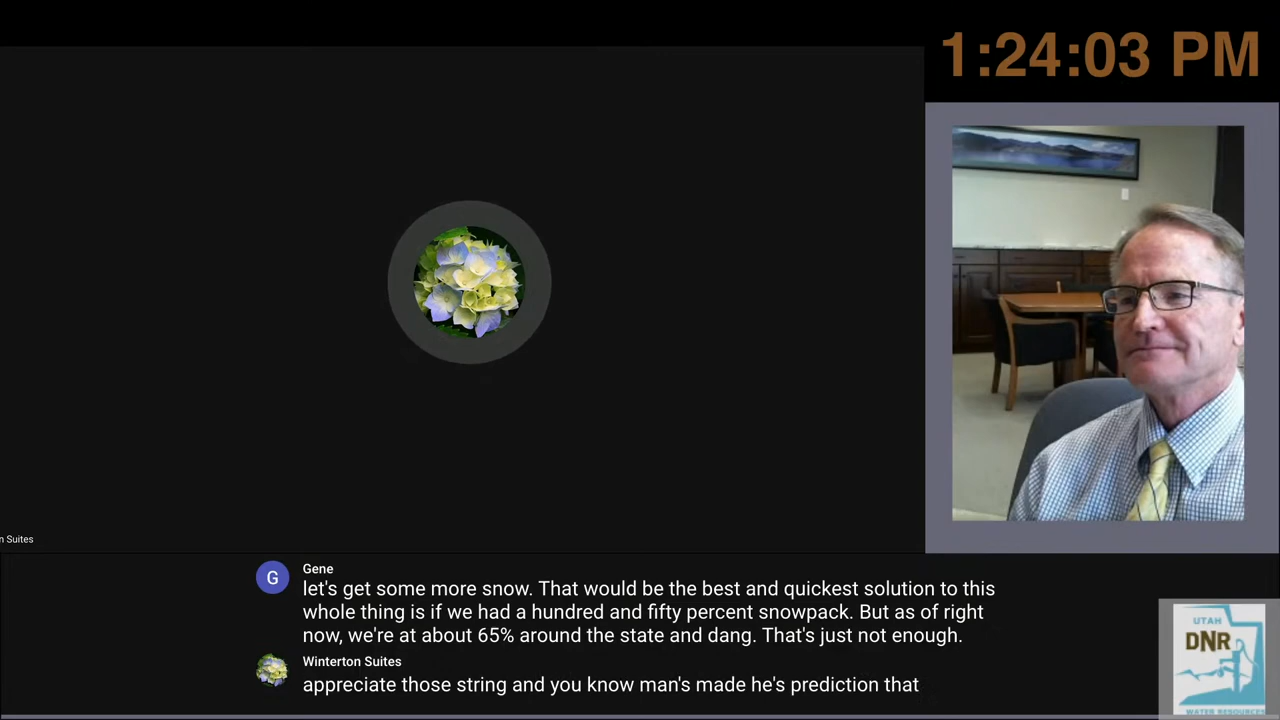 1:24:03 PM
n Suites
G
Gene
let's get some more snow. That would be the best and quickest solution to this
whole thing is if we had a hundred and fifty percent snowpack. But as of right
now, we're at about 65% around the state and dang. That's just not enough.
Winterton Suites
appreciate those string and you know man's made he's prediction that
UTAH
DNR
WATER RESOURCES